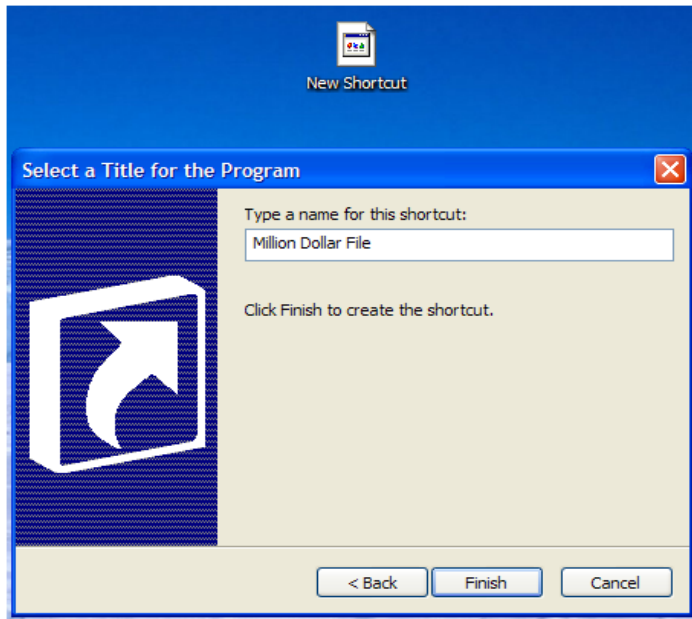 New Shortcut
Select a Title for the Program
Type a name for this shortcut:
Million Dollar File
Click Finish to create the shortcut.
< Back Finish Cancel